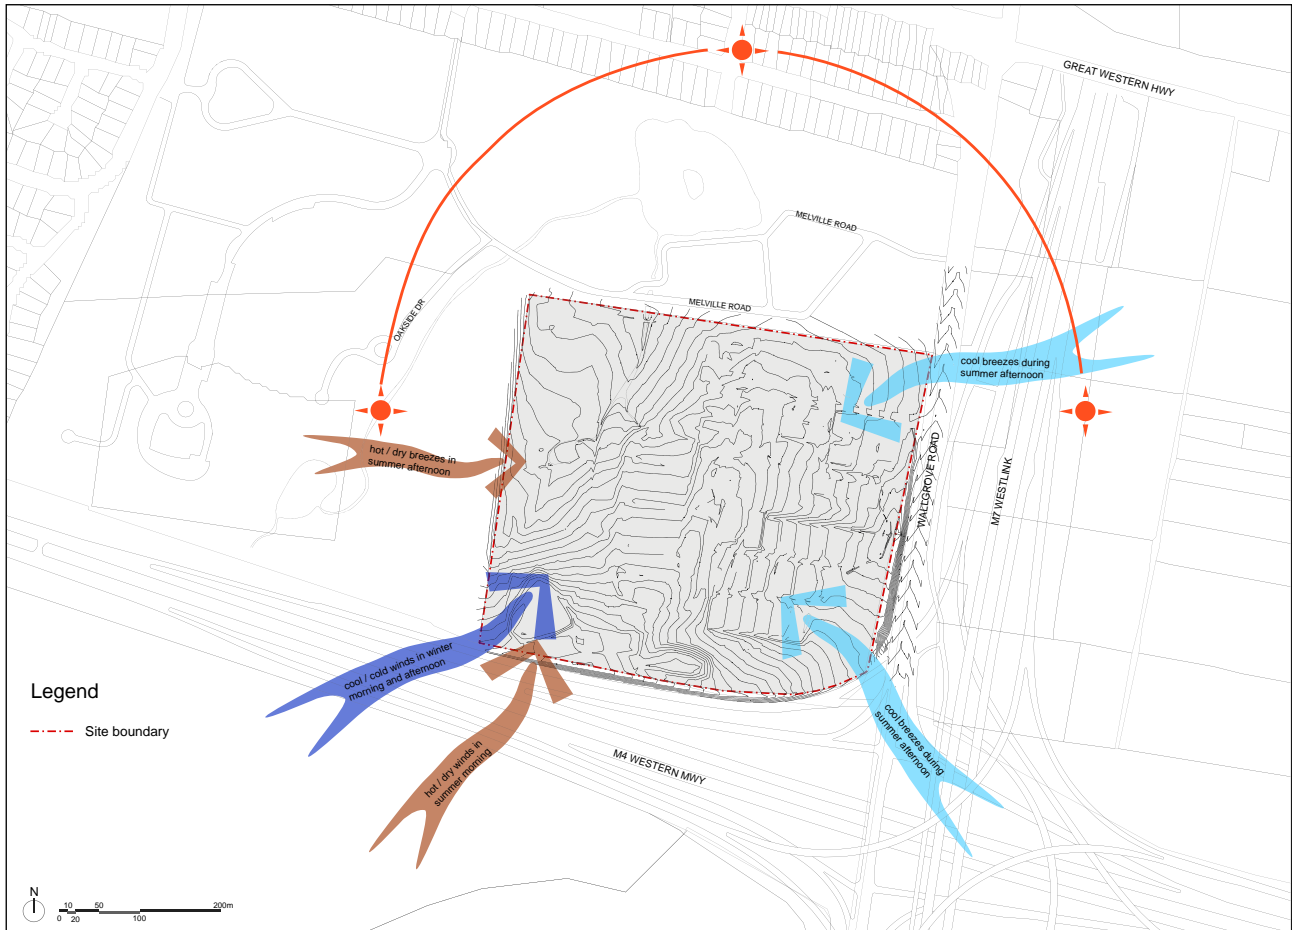 GREAT WESTERN HWY
MELVILLE ROAD
MELVILLE ROAD
OAKSIDE DR
cool breezes during
summer afternoon
hot / dry breezes in
summer afternoon
WALLGROVE ROAD
M7 WESTLINK
cool / cold winds in winter
morning and afternoon
hot / dry winds in
summer morning
cool breezes during
summer afternoon
M4 WESTERN MWY
Legend
Site boundary
N
0 10 20 50 100 200m